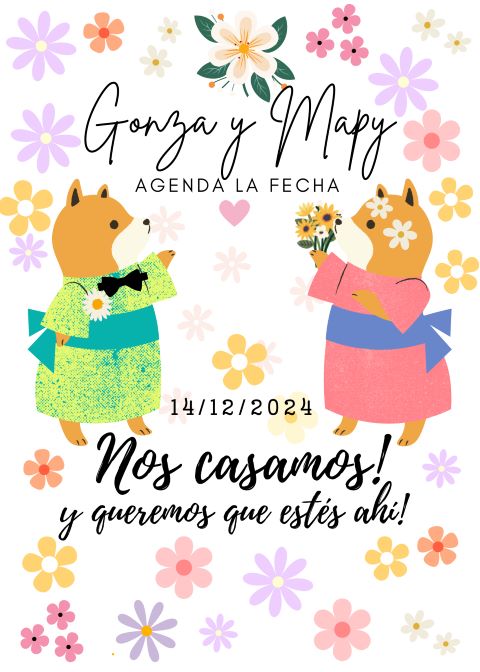 Gonza y Mapy
AGENDA LA FECHA
14/12/2024
Nos casamos!
y queremos que estés ahí!